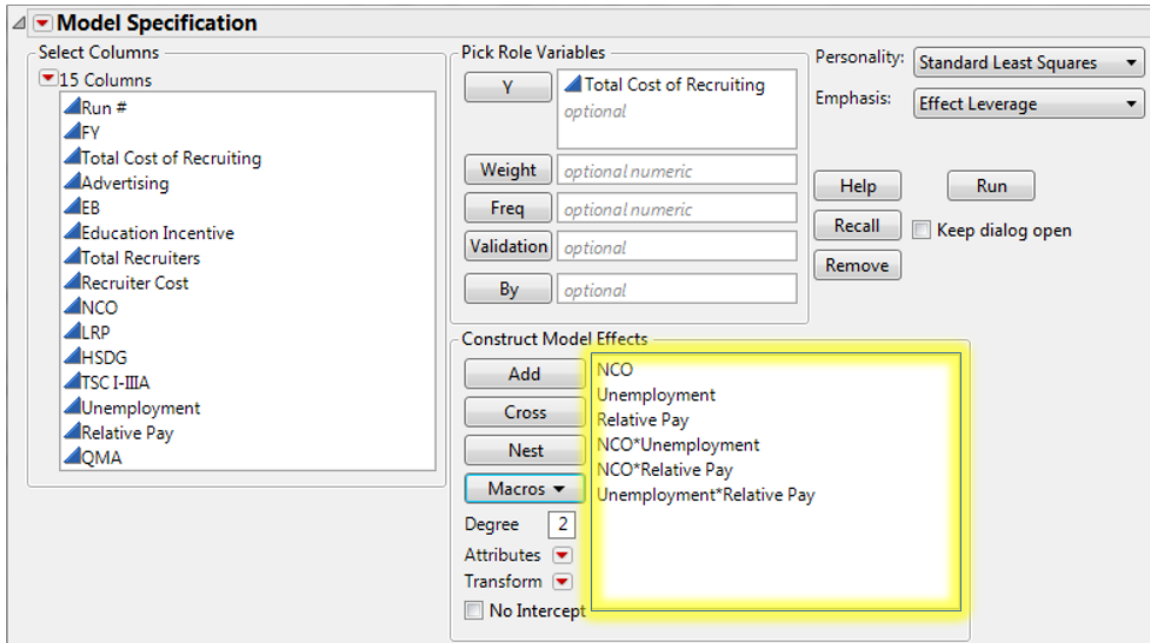 Model Specification
Select Columns
15 Columns
Run #
FY
Total Cost of Recruiting
Advertising
EB
Education Incentive
Total Recruiters
Recruiter Cost
NCO
LRP
HSDG
TSC I-IIIA
Unemployment
Relative Pay
QMA
Pick Role Variables
Y
Total Cost of Recruiting
optional
Weight
optional numeric
Freq
optional numeric
Validation
optional
By
optional
Personality:
Standard Least Squares
Emphasis:
Effect Leverage
Help
Run
Recall
Keep dialog open
Remove
Construct Model Effects
Add
Cross
Nest
Macros
Degree
2
Attributes
Transform
No Intercept
NCO
Unemployment
Relative Pay
NCO*Unemployment
NCO*Relative Pay
Unemployment*Relative Pay